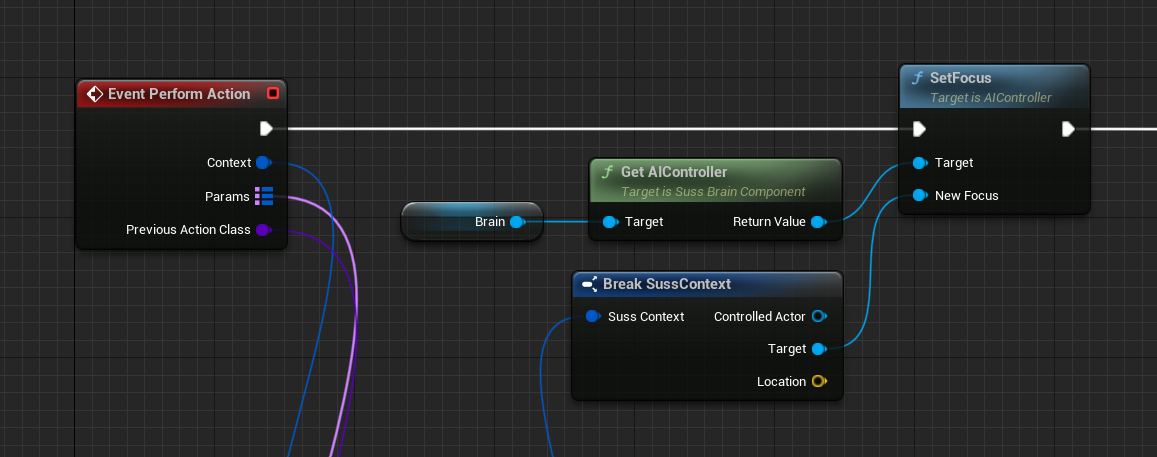 Event Perform Action
Context
Params
Previous Action Class
Brain
Get AIController
Target is Suss Brain Component
Target Return Value
Break SussContext
Suss Context Controlled Actor
Target
Location
SetFocus
Target is AIController
Target
New Focus